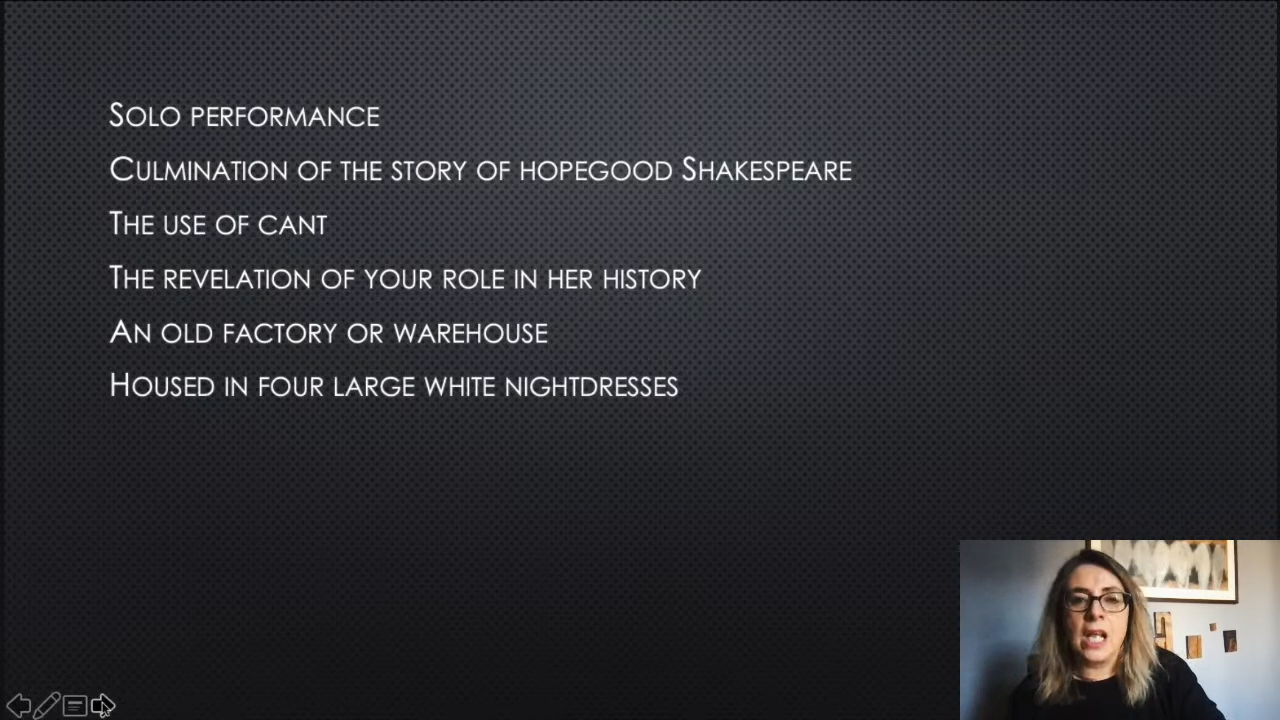 Solo performance
Culmination of the story of hopegood Shakespeare
The use of cant
The revelation of your role in her history
An old factory or warehouse
Housed in four large white nightdresses